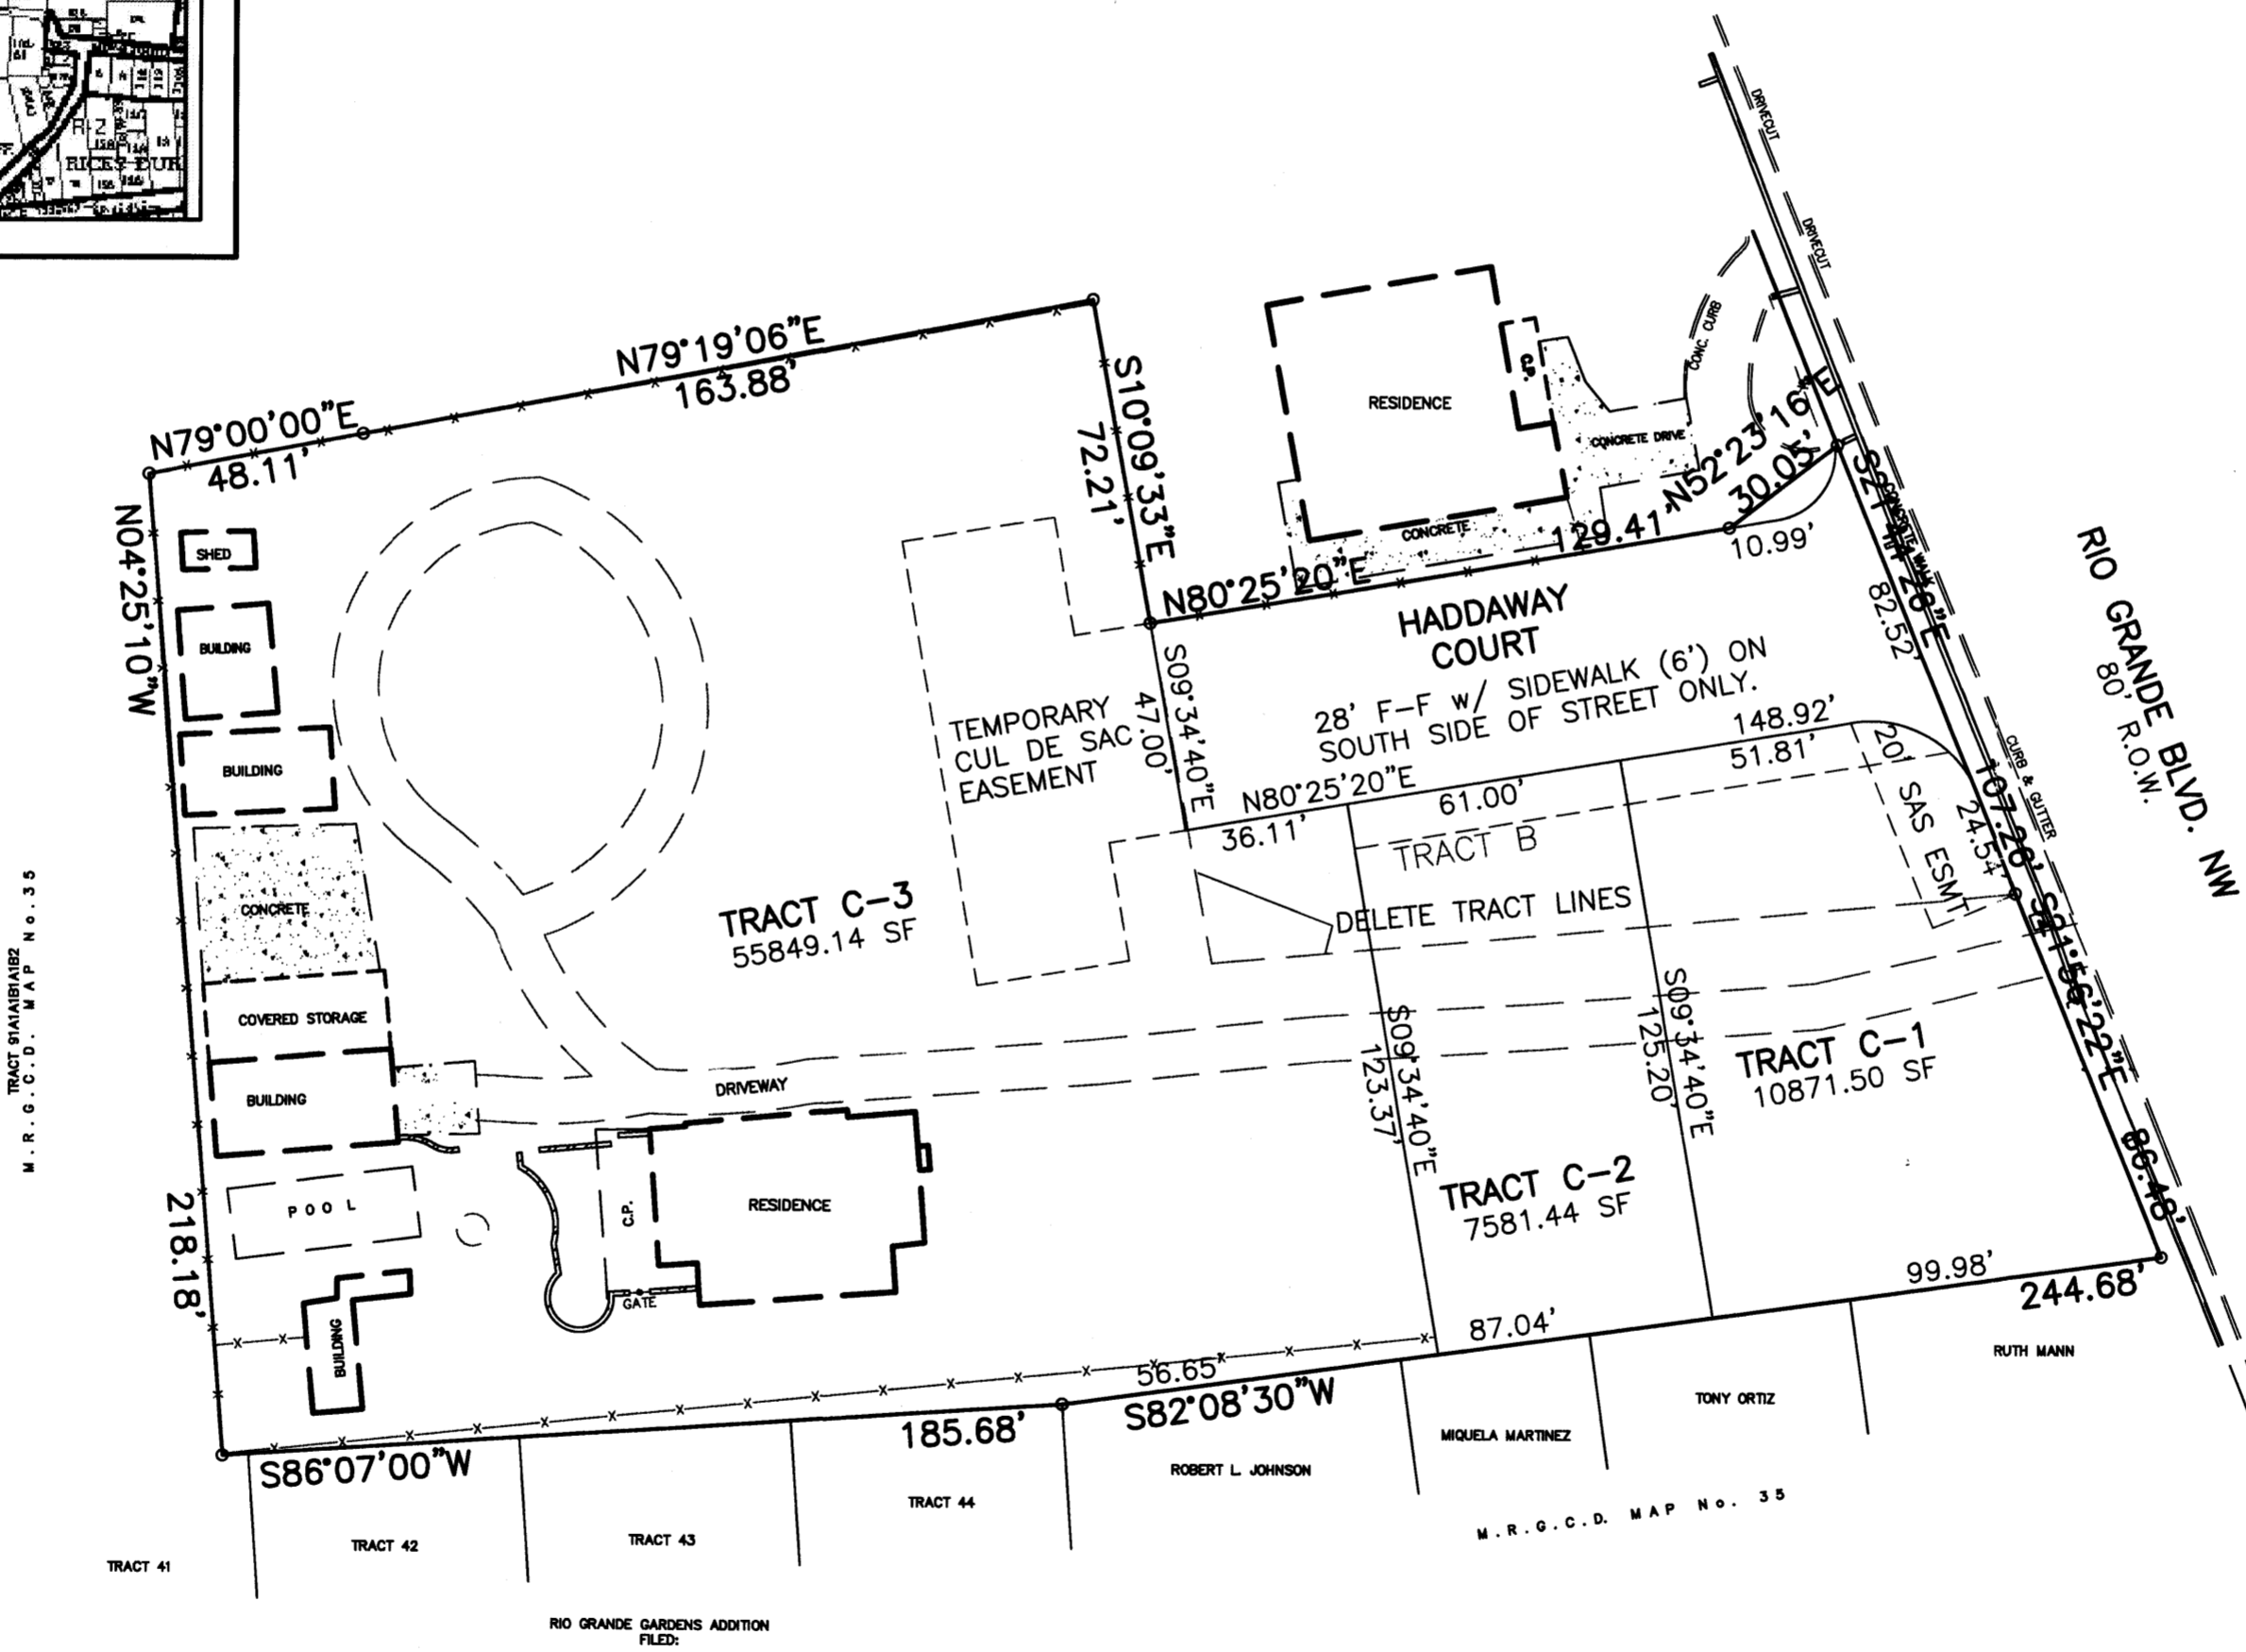 N79°00'00"E
48.11'
N79°19'06"E
163.88'
S10°09'33"E
72.21'
N04°25'10"W
218.18'
SHED
BUILDING
BUILDING
CONCRETE
COVERED STORAGE
BUILDING
POOL
BUILDING
GATE
C.P.
RESIDENCE
DRIVEWAY
TRACT C-3
55849.14 SF
TEMPORARY
CUL DE SAC
EASEMENT
S09°34'40"E
47.00'
RESIDENCE
C.P.
CONCRETE DRIVE
CONCRETE
CONC. CURB
DRIVECUT
DRIVECUT
N80°25'20"E
129.41'
N52°23'16"E
30.05'
10.99'
HADDAWAY
COURT
28' F-F w/ SIDEWALK (6') ON
SOUTH SIDE OF STREET ONLY.
CONCRETE WALK
82.52'
148.92'
N80°25'20"E
36.11'
61.00'
51.81'
20' SAS ESMT
24.54'
107.26'
CURB & GUTTER
RIO GRANDE BLVD. NW
80' R.O.W.
TRACT B
DELETE TRACT LINES
S09°34'40"E
123.37'
S09°34'40"E
125.20'
TRACT C-1
10871.50 SF
TRACT C-2
7581.44 SF
86.48'
99.98'
244.68'
87.04'
56.65'
S82°08'30"W
185.68'
S86°07'00"W
RUTH MANN
TONY ORTIZ
MIQUELA MARTINEZ
ROBERT L. JOHNSON
M.R.G.C.D. MAP No. 35
TRACT 44
TRACT 43
TRACT 42
TRACT 41
RIO GRANDE GARDENS ADDITION
FILED:
TRACT 91A1A1B1A1B2
M.R.G.C.D. MAP No. 35